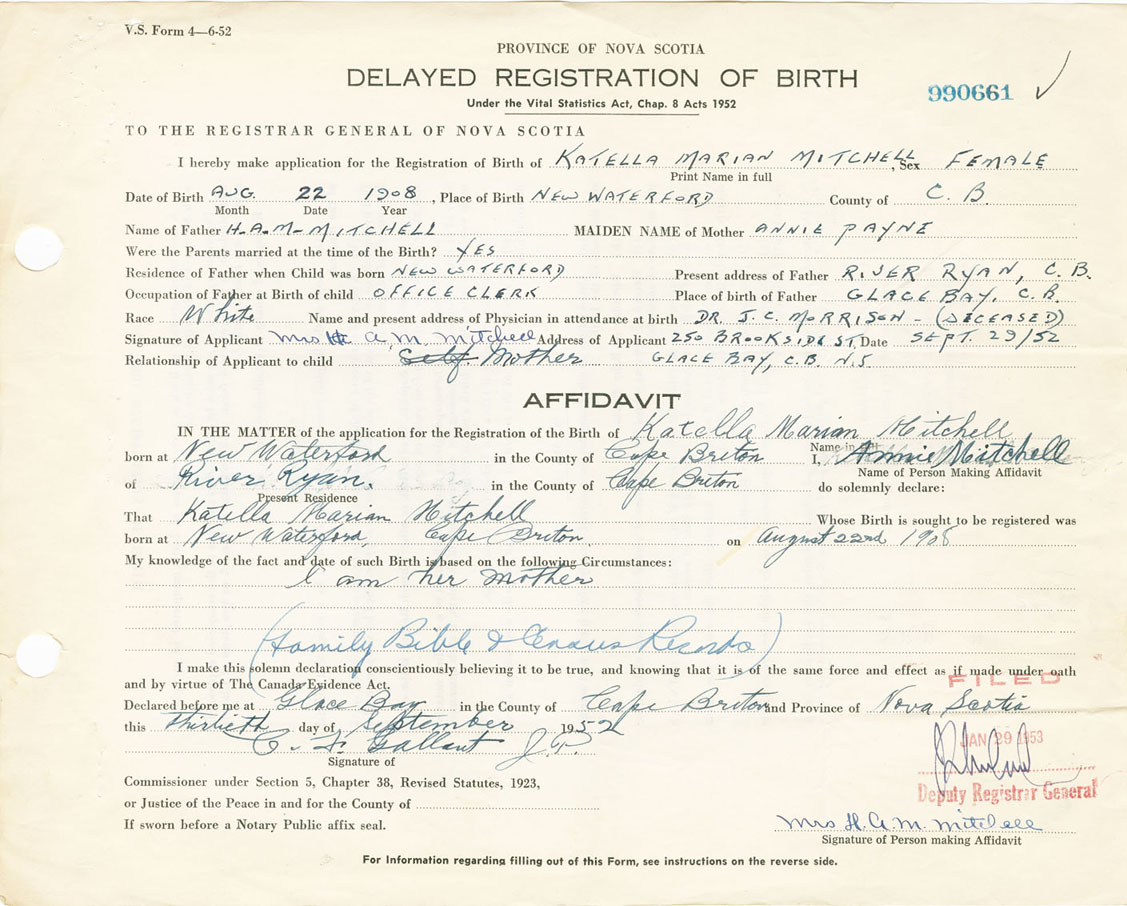 V.S. Form 4—6-52
PROVINCE OF NOVA SCOTIA
DELAYED REGISTRATION OF BIRTH
990661
Under the Vital Statistics Act, Chap. 8 Acts 1952
TO THE REGISTRAR GENERAL OF NOVA SCOTIA
I hereby make application for the Registration of Birth of KATELLA MARIAN MITCHELL, Sex FEMALE
Print Name in full
Date of Birth AUG. 22 1908, Place of Birth NEW WATERFORD County of C. B.
Month Date Year
Name of Father H.A.M. MITCHELL MAIDEN NAME of Mother ANNIE PAYNE
Were the Parents married at the time of the Birth? YES
Residence of Father when Child was born NEW WATERFORD Present address of Father RIVER RYAN, C.B.
Occupation of Father at Birth of child OFFICE CLERK Place of birth of Father GLACE BAY, C.B.
Race White Name and present address of Physician in attendance at birth DR. J. C. MORRISON - (DECEASED)
Signature of Applicant Mrs H. A. M. Mitchell Address of Applicant 250 BROOKSIDE ST, Date SEPT. 29/52
Relationship of Applicant to child Self Mother GLACE BAY, C.B. N.S.
AFFIDAVIT
IN THE MATTER of the application for the Registration of the Birth of Katella Marian Mitchell
Name in
born at New Waterford in the County of Cape Breton I, Annie Mitchell
Name of Person Making Affidavit
of River Ryan. in the County of Cape Breton do solemnly declare:
Present Residence
That Katella Marian Mitchell Whose Birth is sought to be registered was
born at New Waterford, Cape Breton. on August 22nd 1908
My knowledge of the fact and date of such Birth is based on the following Circumstances:
I am her mother
(Family Bible & Census Records)
I make this solemn declaration conscientiously believing it to be true, and knowing that it is of the same force and effect as if made under oath
and by virtue of The Canada Evidence Act.
FILED
Declared before me at Glace Bay in the County of Cape Breton and Province of Nova Scotia
this Thirtieth day of September 1952
C. F. Gallant J.P.
JAN 29 1953
Signature of
Commissioner under Section 5, Chapter 38, Revised Statutes, 1923,
Deputy Registrar General
or Justice of the Peace in and for the County of
If sworn before a Notary Public affix seal.
Mrs H. A. M. Mitchell
Signature of Person making Affidavit
For Information regarding filling out of this Form, see instructions on the reverse side.